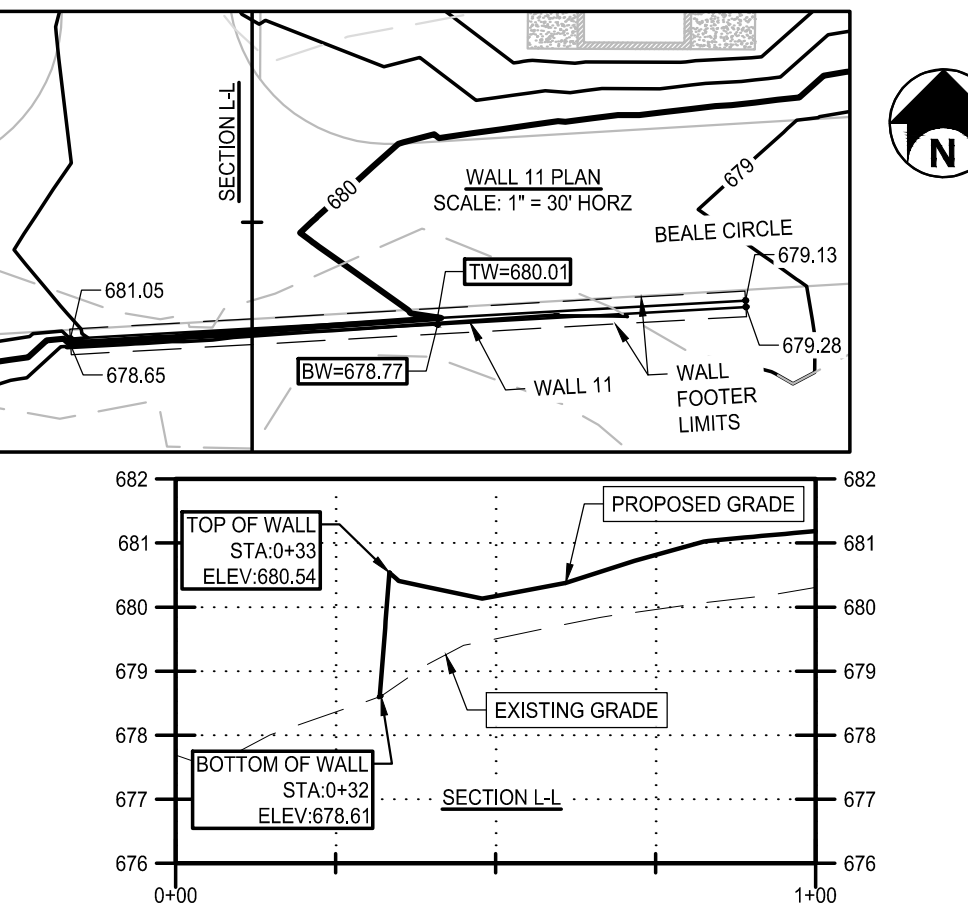 SECTION L-L
680
WALL 11 PLAN
SCALE: 1" = 30' HORZ
679
BEALE CIRCLE
N
681.05
TW=680.01
679.13
678.65
BW=678.77
WALL 11
679.28
WALL
FOOTER
LIMITS
682
682
TOP OF WALL
STA:0+33
ELEV:680.54
PROPOSED GRADE
681
681
680
680
679
679
EXISTING GRADE
678
678
BOTTOM OF WALL
STA:0+32
ELEV:678.61
677
SECTION L-L
677
676
676
0+00
1+00